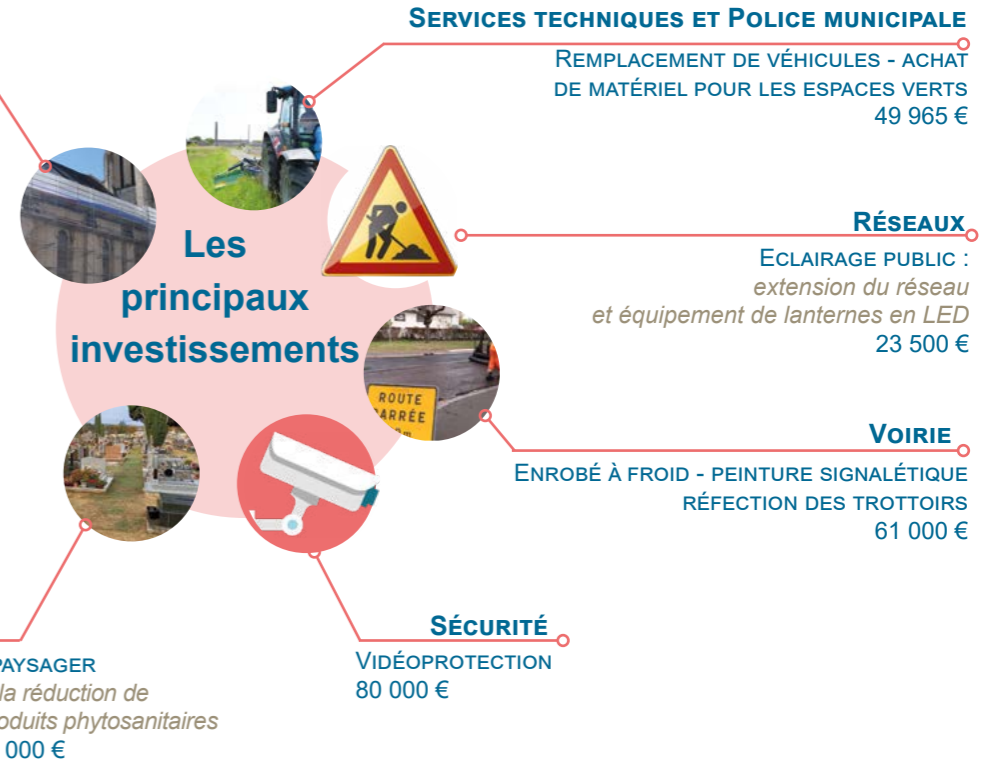 Services techniques et Police municipale
Remplacement de véhicules - achat
de matériel pour les espaces verts
49 965 €
Réseaux
Eclairage public :
extension du réseau
et équipement de lanternes en LED
23 500 €
Les
principaux
investissements
ROUTE
BARRÉE
Voirie
Enrobé à froid - peinture signalétique
réfection des trottoirs
61 000 €
Sécurité
Vidéoprotection
80 000 €
paysager
la réduction de
oduits phytosanitaires
000 €